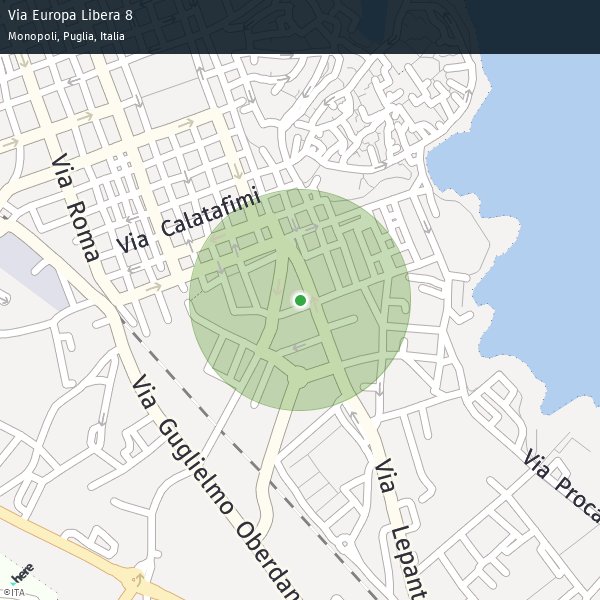 Via Europa Libera 8
Monopoli, Puglia, Italia
Via Roma
Via Calatafimi
Via Guglielmo Oberdan
Via Proca
Via Lepant
here
©ITA